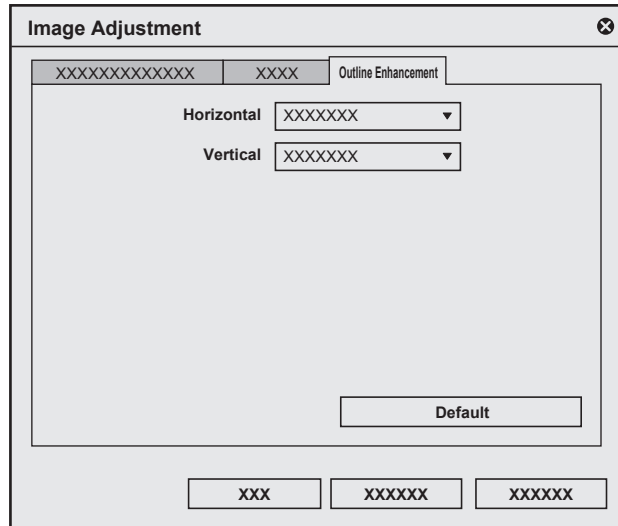 Image Adjustment
XXXXXXXXXXXXX XXXX Outline Enhancement
Horizontal XXXXXXX
Vertical XXXXXXX
Default
XXX XXXXXX XXXXXX